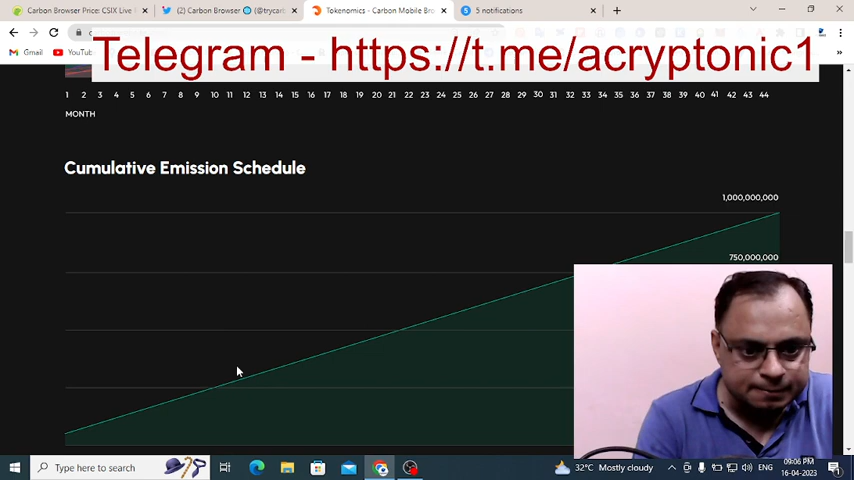 Carbon Browser Price: CSIX Live
(2) Carbon Browser (@trycarb
Tokenomics - Carbon Mobile Bro
5 notifications
Gmail
YouTub
Telegram - https://t.me/acryptonic1
1 2 3 4 5 6 7 8 9 10 11 12 13 14 15 16 17 18 19 20 21 22 23 24 25 26 27 28 29 30 31 32 33 34 35 36 37 38 39 40 41 42 43 44
MONTH
Cumulative Emission Schedule
1,000,000,000
750,000,000
Type here to search
32°C Mostly cloudy
ENG
09:06 PM
16-04-2023